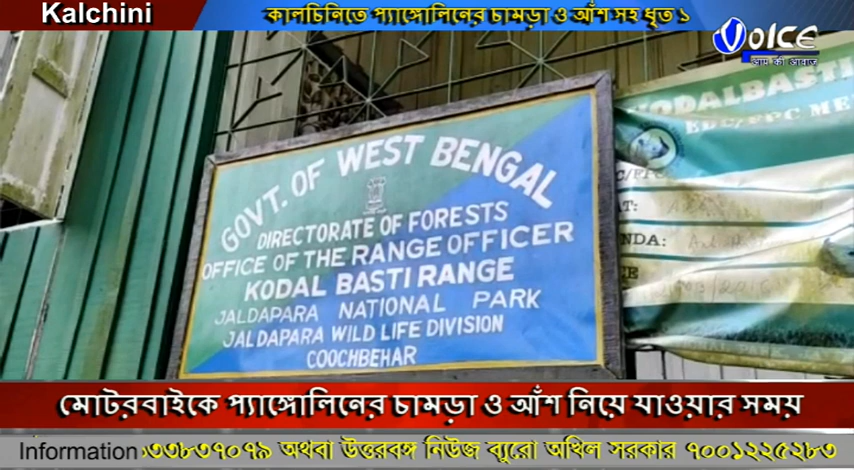 Kalchini
কালচিনিতে প্যাঙ্গোলিনের চামড়া ও আঁশ সহ ধৃত ১
VOICE
आम की आवाज
GOVT. OF WEST BENGAL
DIRECTORATE OF FORESTS
OFFICE OF THE RANGE OFFICER
KODAL BASTI RANGE
JALDAPARA NATIONAL PARK
JALDAPARA WILD LIFE DIVISION
COOCHBEHAR
KODALBASTI
মোটরবাইকে প্যাঙ্গোলিনের চামড়া ও আঁশ নিয়ে যাওয়ার সময়
Information ৩৩৮৩৭০৭৯ অথবা উত্তরবঙ্গ নিউজ ব্যুরো অখিল সরকার ৭০০১২২৫২৮৩